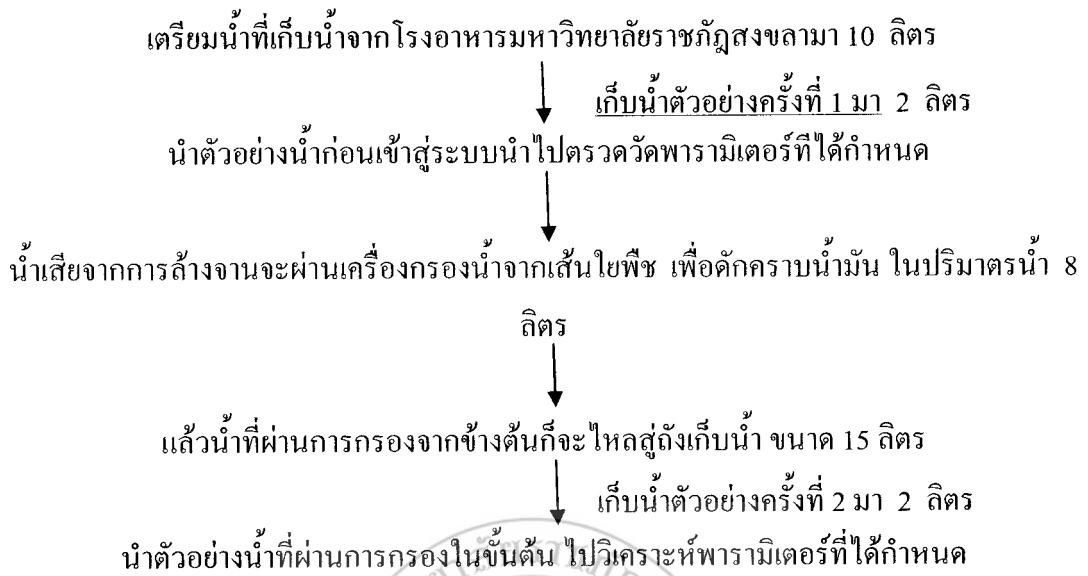 เตรียมน้ำที่เก็บน้ำจากโรงอาหารมหาวิทยาลัยราชภัฎสงขลามา 10 ลิตร
เก็บน้ำตัวอย่างครั้งที่ 1 มา 2 ลิตร
นำตัวอย่างน้ำก่อนเข้าสู่ระบบนำไปตรวดวัดพารามิเตอร์ทีได้กำหนด
น้ำเสียจากการล้างจานจะผ่านเครื่องกรองน้ำจากเส้นใยพืช เพื่อดักคราบน้ำมัน ในปริมาตรน้ำ 8
ลิตร
แล้วน้ำที่ผ่านการกรองจากข้างต้นก็จะไหลสู่ถังเก็บน้ำ ขนาด 15 ลิตร
เก็บน้ำตัวอย่างครั้งที่ 2 มา 2 ลิตร
นำตัวอย่างน้ำที่ผ่านการกรองในขั้นต้น ไปวิเคราะห์พารามิเตอร์ที่ได้กำหนด